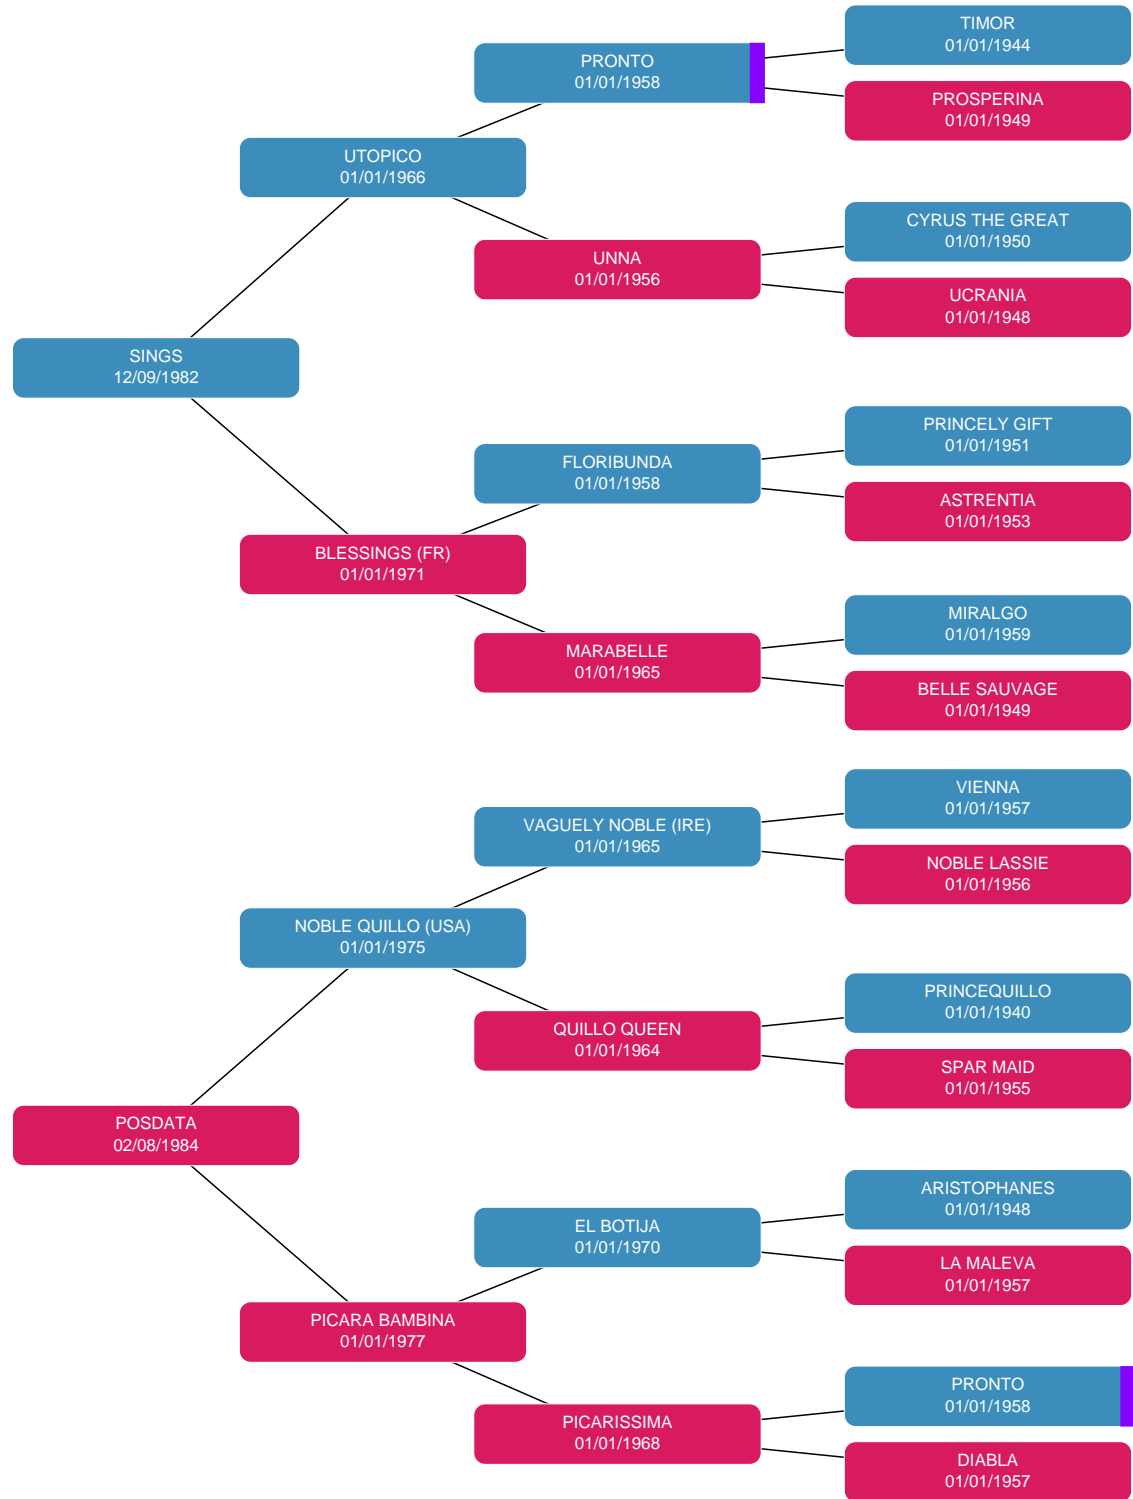 TIMOR
01/01/1944
PRONTO
01/01/1958
PROSPERINA
01/01/1949
UTOPICO
01/01/1966
CYRUS THE GREAT
01/01/1950
UNNA
01/01/1956
UCRANIA
01/01/1948
SINGS
12/09/1982
PRINCELY GIFT
01/01/1951
FLORIBUNDA
01/01/1958
ASTRENTIA
01/01/1953
BLESSINGS (FR)
01/01/1971
MIRALGO
01/01/1959
MARABELLE
01/01/1965
BELLE SAUVAGE
01/01/1949
VIENNA
01/01/1957
VAGUELY NOBLE (IRE)
01/01/1965
NOBLE LASSIE
01/01/1956
NOBLE QUILLO (USA)
01/01/1975
PRINCEQUILLO
01/01/1940
QUILLO QUEEN
01/01/1964
SPAR MAID
01/01/1955
POSDATA
02/08/1984
ARISTOPHANES
01/01/1948
EL BOTIJA
01/01/1970
LA MALEVA
01/01/1957
PICARA BAMBINA
01/01/1977
PRONTO
01/01/1958
PICARISSIMA
01/01/1968
DIABLA
01/01/1957